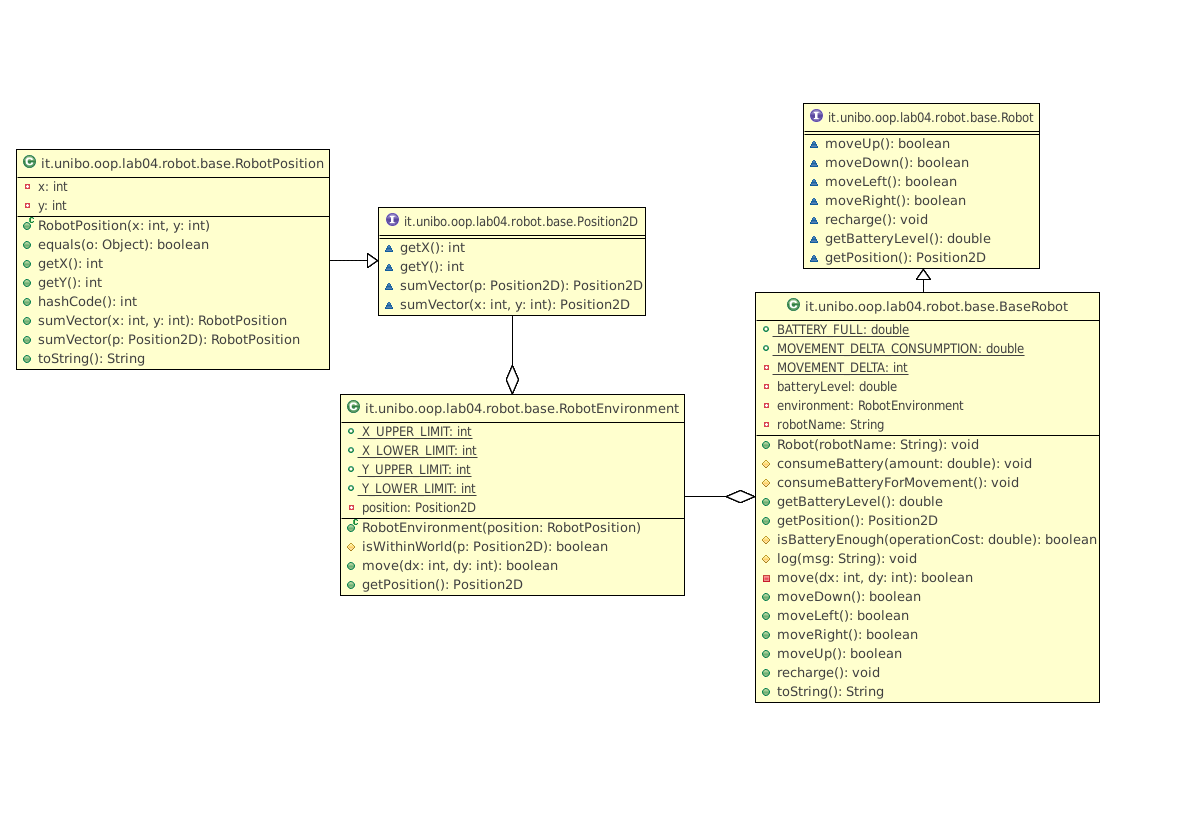 it.unibo.oop.lab04.robot.base.RobotPosition
x: int
y: int
RobotPosition(x: int, y: int)
equals(o: Object): boolean
getX(): int
getY(): int
hashCode(): int
sumVector(x: int, y: int): RobotPosition
sumVector(p: Position2D): RobotPosition
toString(): String
it.unibo.oop.lab04.robot.base.Position2D
getX(): int
getY(): int
sumVector(p: Position2D): Position2D
sumVector(x: int, y: int): Position2D
it.unibo.oop.lab04.robot.base.RobotEnvironment
X_UPPER_LIMIT: int
X_LOWER_LIMIT: int
Y_UPPER_LIMIT: int
Y_LOWER_LIMIT: int
position: Position2D
RobotEnvironment(position: RobotPosition)
isWithinWorld(p: Position2D): boolean
move(dx: int, dy: int): boolean
getPosition(): Position2D
it.unibo.oop.lab04.robot.base.Robot
moveUp(): boolean
moveDown(): boolean
moveLeft(): boolean
moveRight(): boolean
recharge(): void
getBatteryLevel(): double
getPosition(): Position2D
it.unibo.oop.lab04.robot.base.BaseRobot
BATTERY_FULL: double
MOVEMENT_DELTA_CONSUMPTION: double
MOVEMENT_DELTA: int
batteryLevel: double
environment: RobotEnvironment
robotName: String
Robot(robotName: String): void
consumeBattery(amount: double): void
consumeBatteryForMovement(): void
getBatteryLevel(): double
getPosition(): Position2D
isBatteryEnough(operationCost: double): boolean
log(msg: String): void
move(dx: int, dy: int): boolean
moveDown(): boolean
moveLeft(): boolean
moveRight(): boolean
moveUp(): boolean
recharge(): void
toString(): String